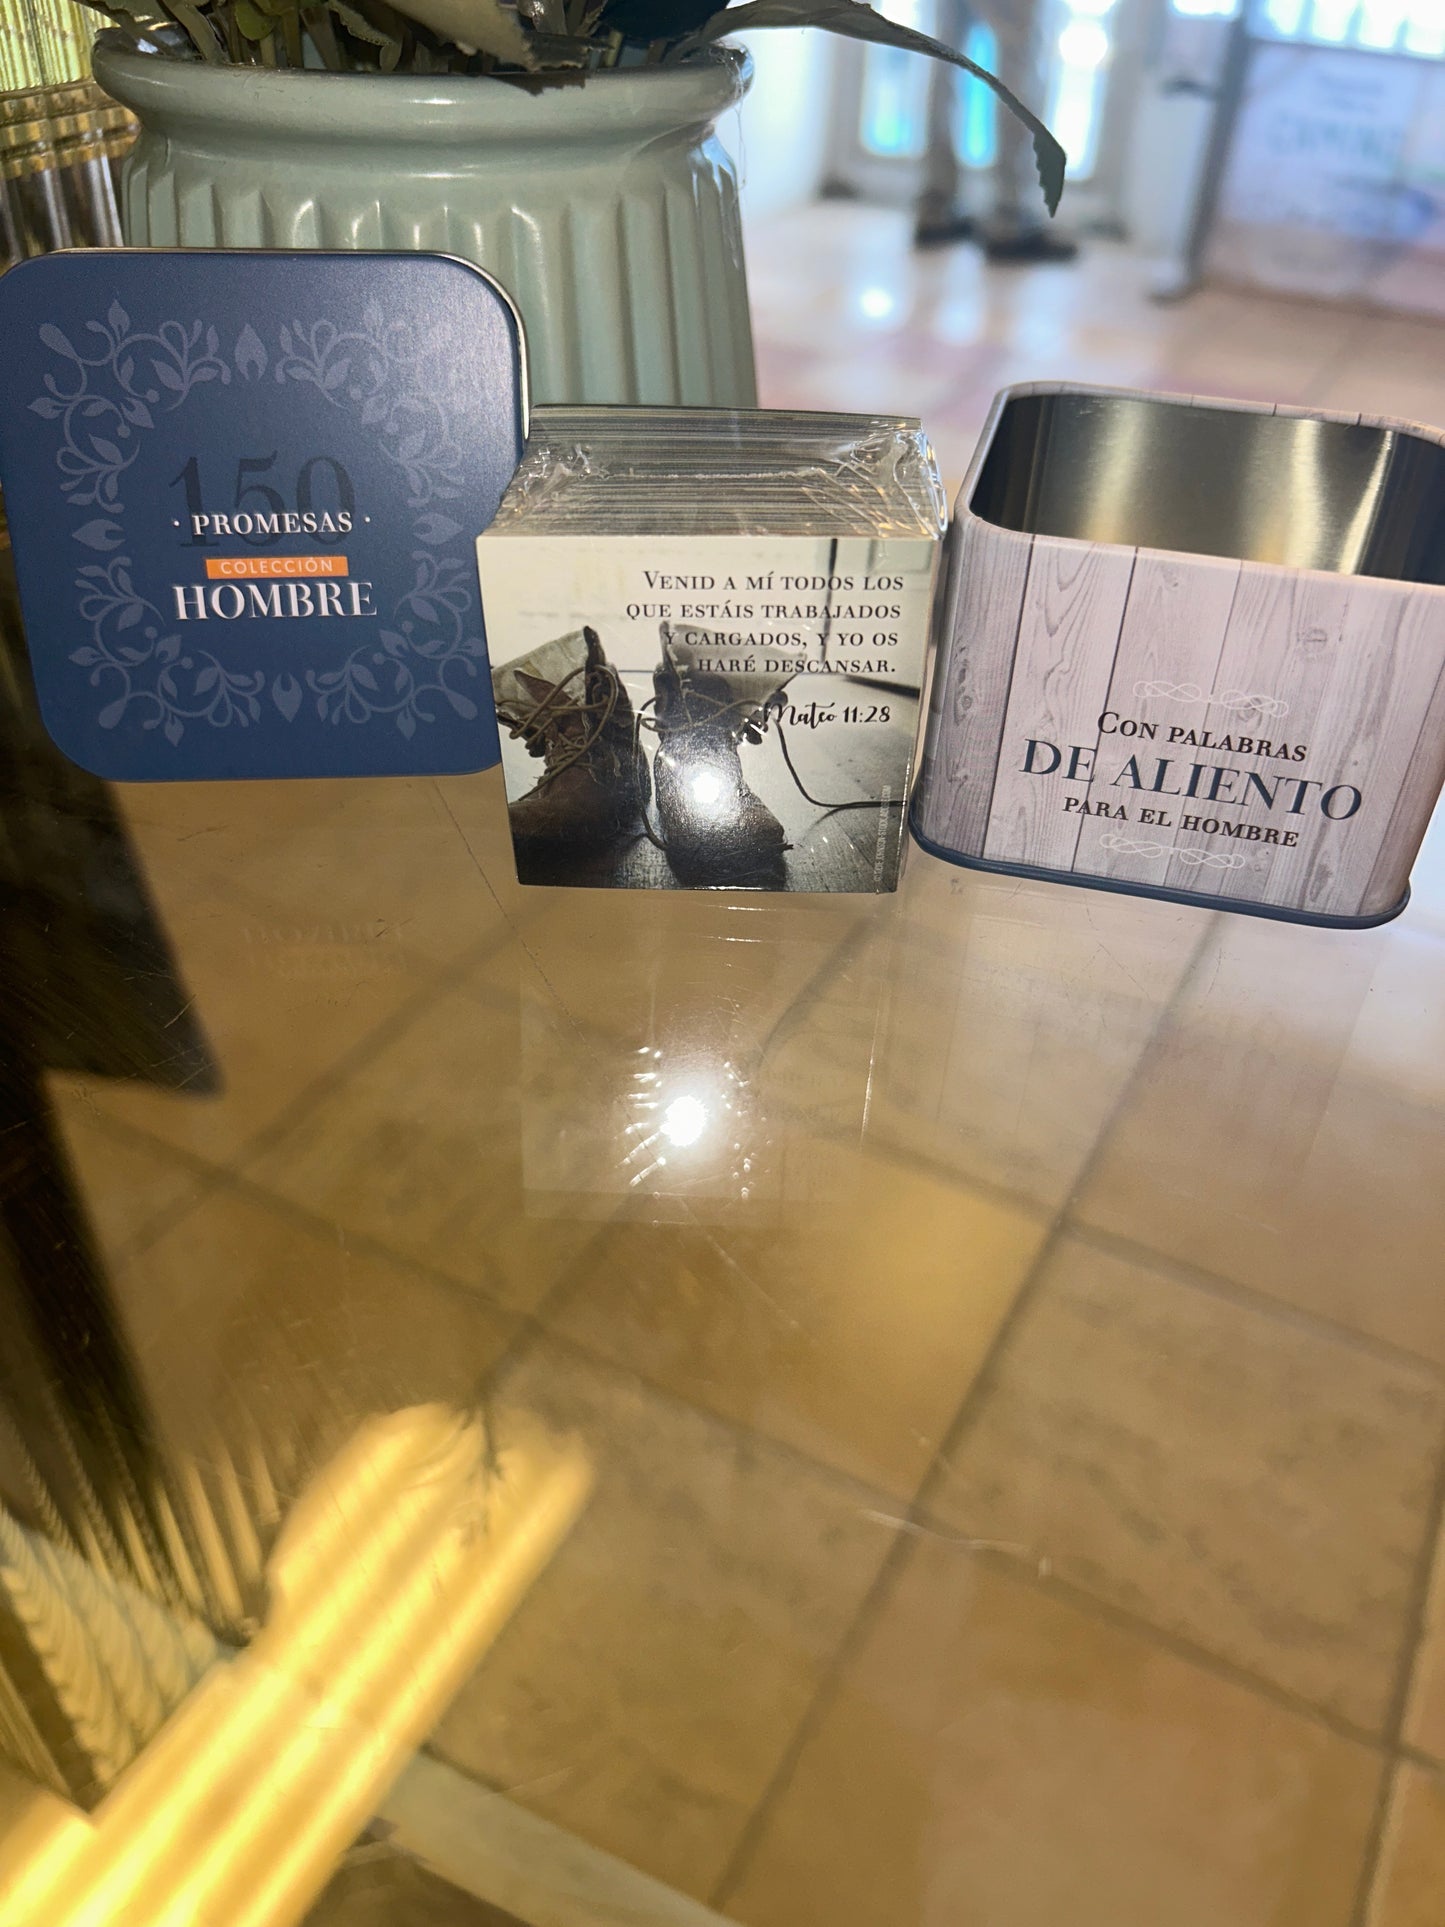 150
· PROMESAS ·
COLECCIÓN
HOMBRE
VENID A MÍ TODOS LOS
QUE ESTÁIS TRABAJADOS
Y CARGADOS, Y YO OS
HARÉ DESCANSAR.
Mateo 11:28
CON PALABRAS
DE ALIENTO
PARA EL HOMBRE